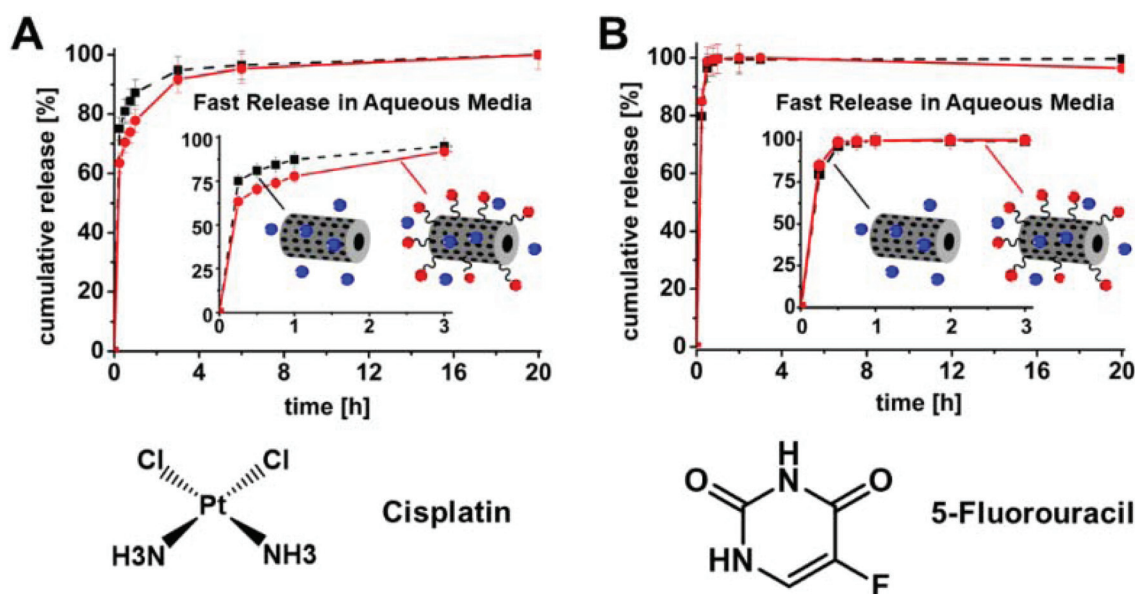 A
cumulative release [%]
100
80
60
40
20
0
Fast Release in Aqueous Media
100
75
50
25
0
1
2
3
0
4
8
12
16
20
time [h]
Cl
Cl
Pt
H3N
NH3
Cisplatin
B
cumulative release [%]
100
80
60
40
20
0
Fast Release in Aqueous Media
100
75
50
25
0
1
2
3
0
4
8
12
16
20
time [h]
H
O
N
O
HN
F
5-Fluorouracil